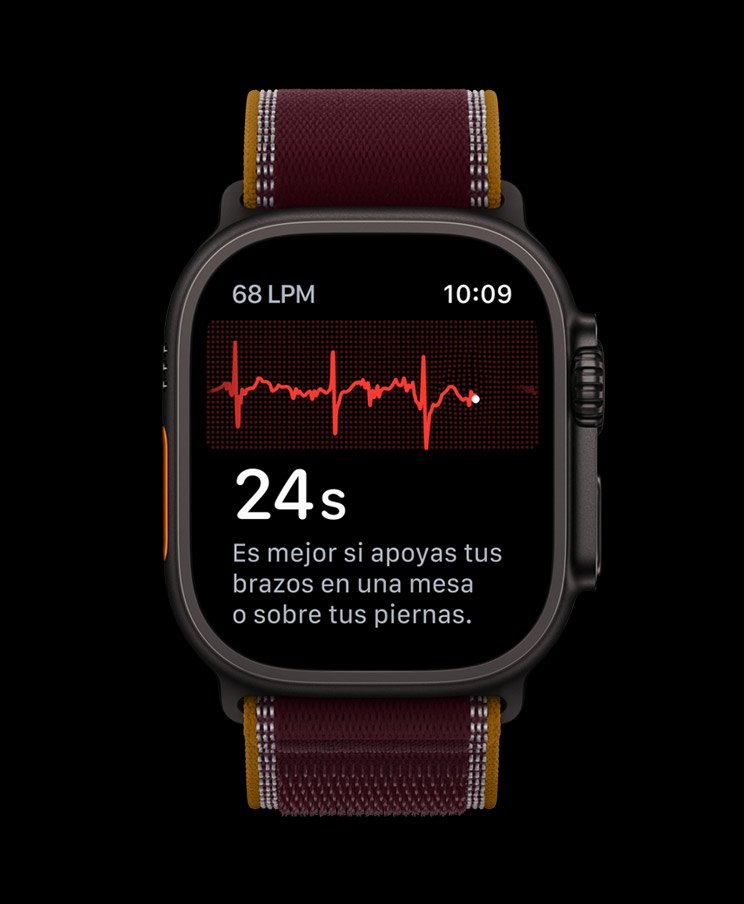 68 LPM
10:09
24s
Es mejor si apoyas tus
brazos en una mesa
o sobre tus piernas.